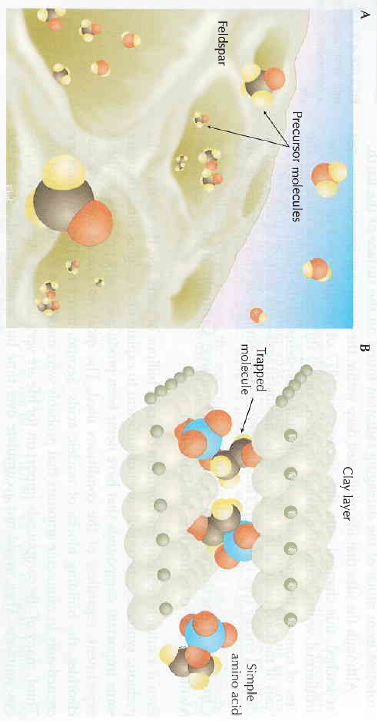 A
Precursor molecules
Feldspar
B
Clay layer
Trapped
molecule
Simple
amino acid